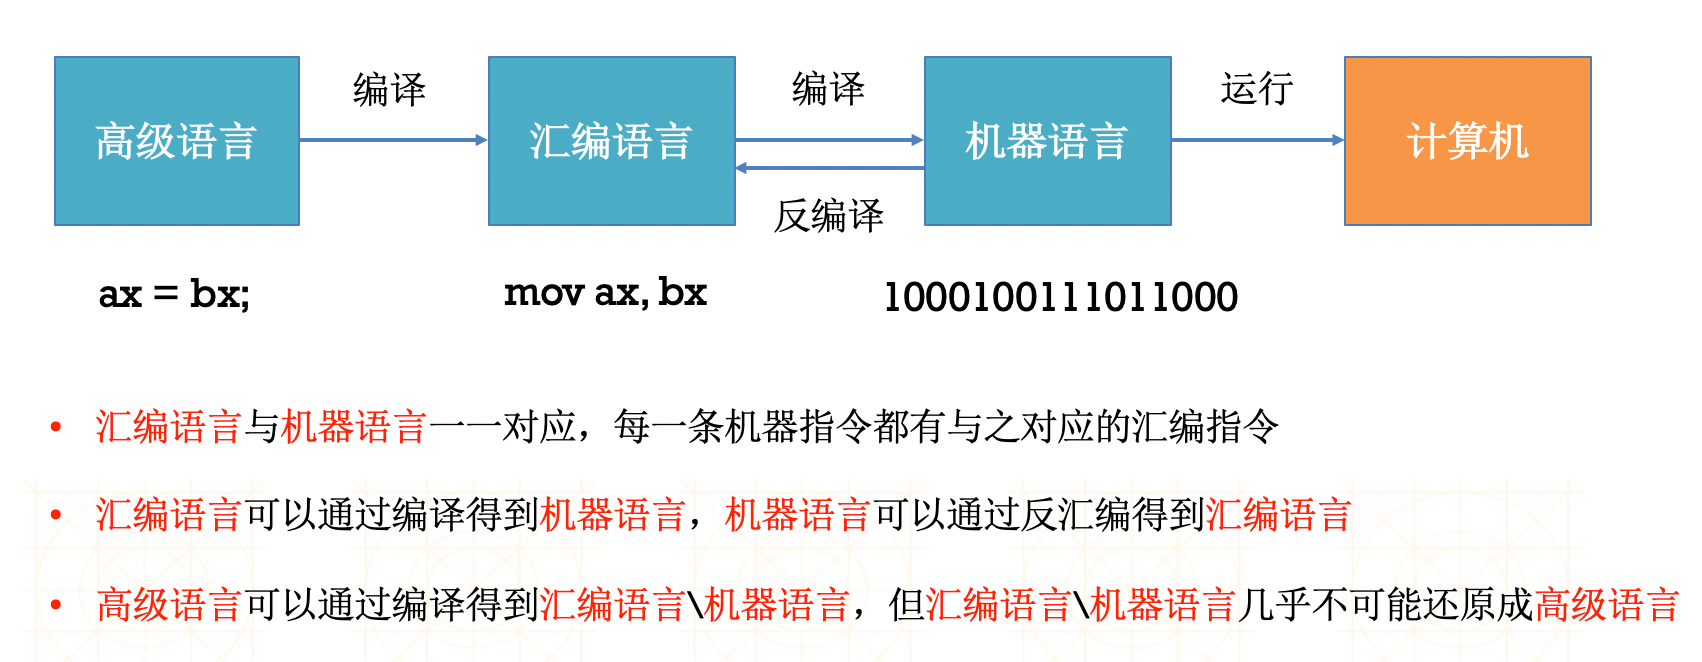 编译
编译
运行
高级语言
汇编语言
机器语言
计算机
反编译
ax = bx;
mov ax, bx
1000100111011000
• 汇编语言与机器语言一一对应，每一条机器指令都有与之对应的汇编指令
• 汇编语言可以通过编译得到机器语言，机器语言可以通过反汇编得到汇编语言
• 高级语言可以通过编译得到汇编语言\机器语言，但汇编语言\机器语言几乎不可能还原成高级语言